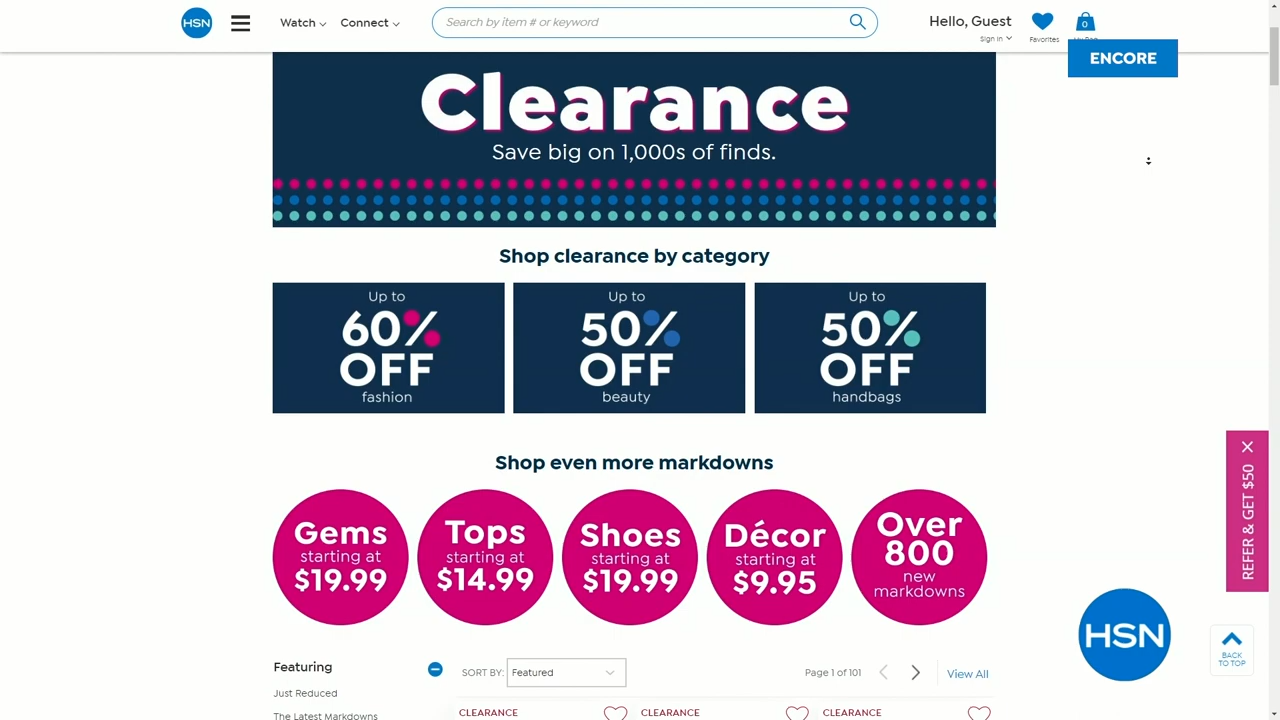 HSN
Watch
Connect
Search by item # or keyword
Hello, Guest
Sign In
Favorites
0
ENCORE
Clearance
Save big on 1,000s of finds.
Shop clearance by category
Up to
60%
OFF
fashion
Up to
50%
OFF
beauty
Up to
50%
OFF
handbags
Shop even more markdowns
Gems
starting at
$19.99
Tops
starting at
$14.99
Shoes
starting at
$19.99
Décor
starting at
$9.95
Over
800
new
markdowns
REFER & GET $50
HSN
BACK
TO TOP
Featuring
Just Reduced
The Latest Markdowns
SORT BY: Featured
Page 1 of 101
View All
CLEARANCE
CLEARANCE
CLEARANCE